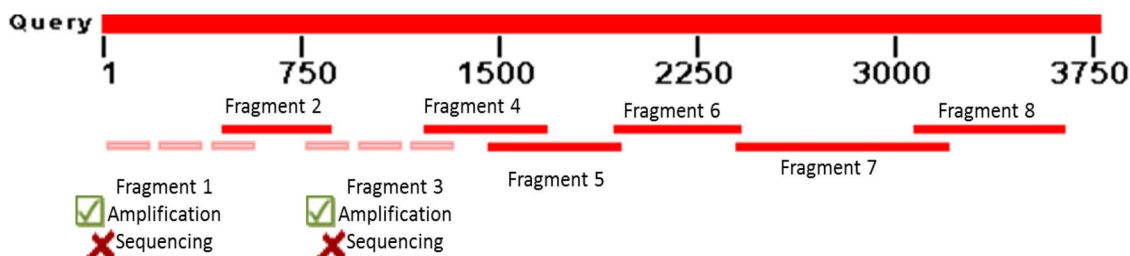 Query
1 750 1500 2250 3000 3750
Fragment 2 Fragment 4 Fragment 6 Fragment 8
Fragment 1 Fragment 3 Fragment 5 Fragment 7
Amplification Amplification
Sequencing Sequencing